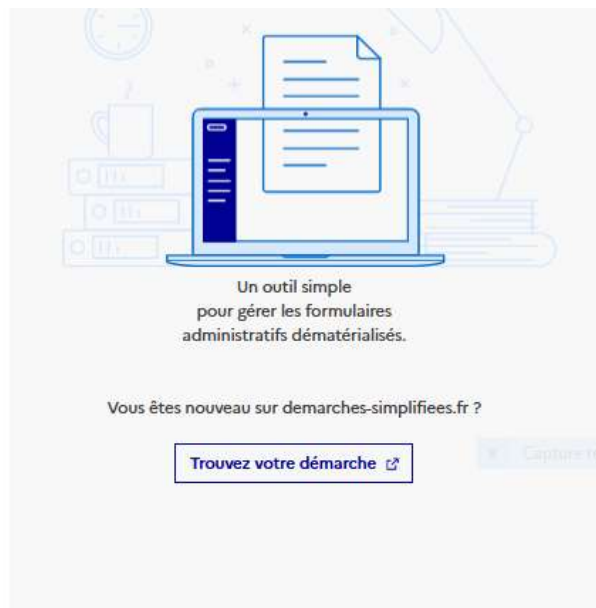 Un outil simple
pour gérer les formulaires
administratifs dématérialisés.
Vous êtes nouveau sur demarches-simplifiees.fr ?
Trouvez votre démarche
Capture